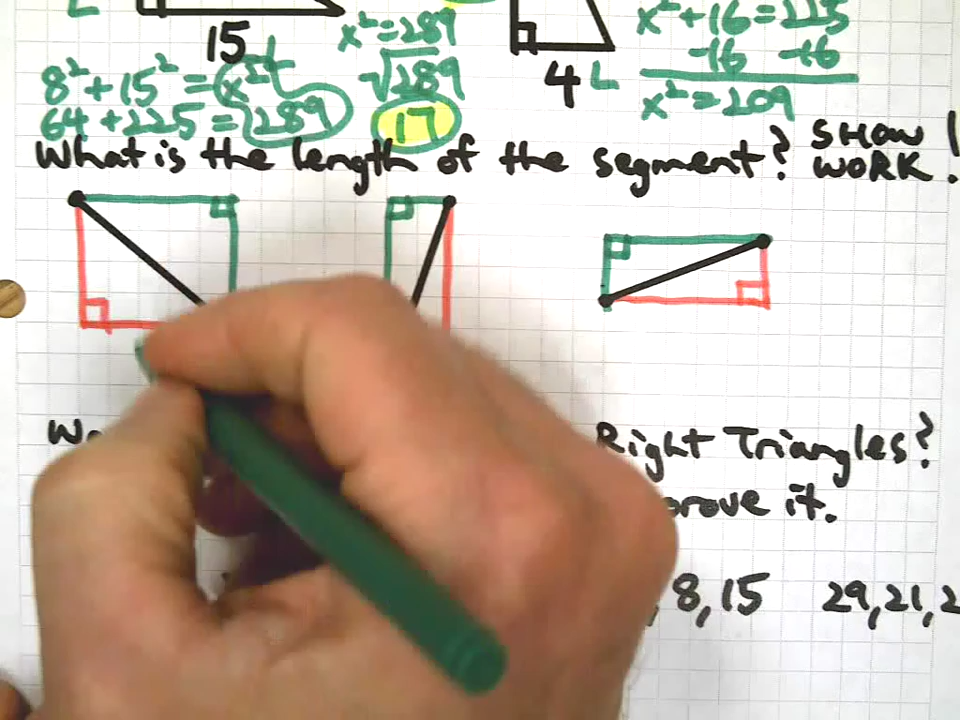 L
15
8² + 15² = (x²)
64 + 225 = 289
x² = 289
√289
17
4 L
x² + 16 = 225
-16 -16
x² = 209
What is the length of the segment? SHOW WORK!
Right Triangles?
prove it.
8, 15 29, 21, 2